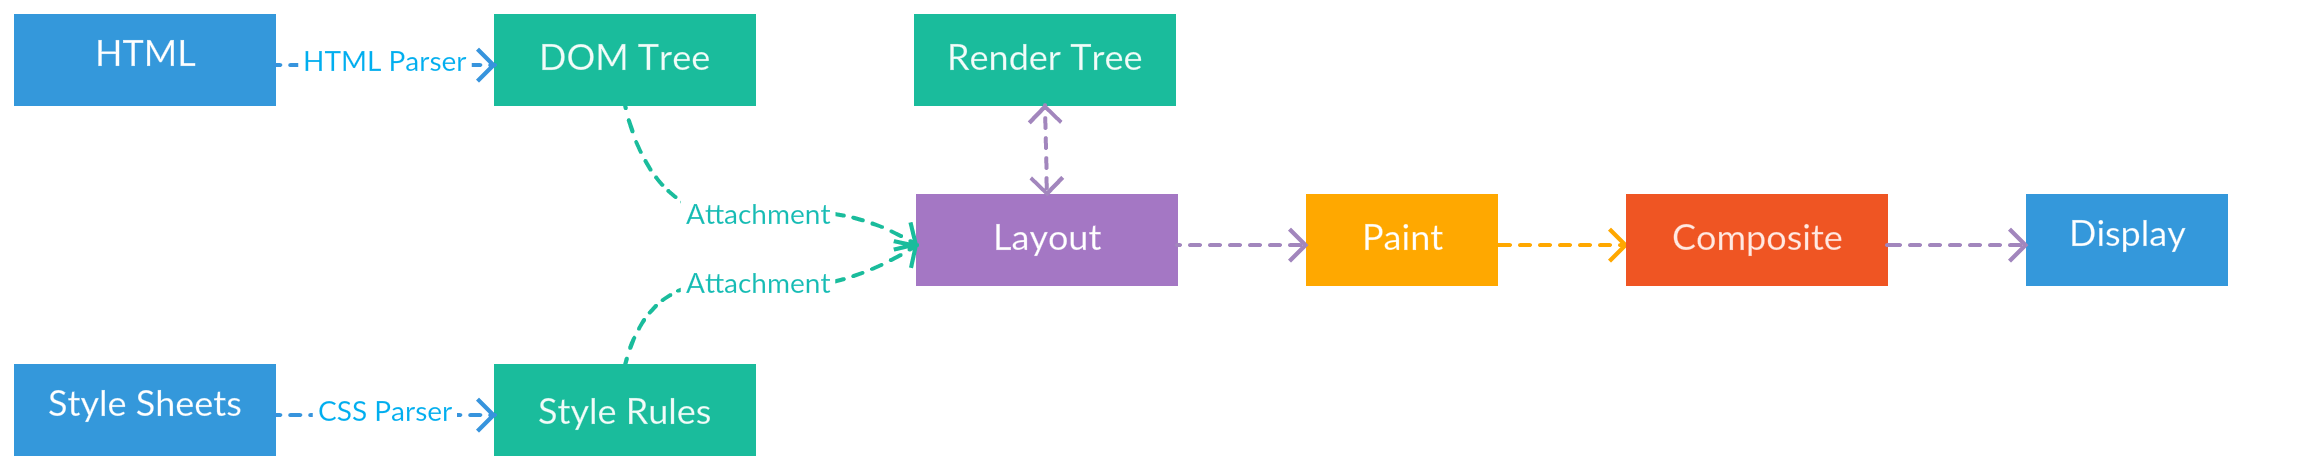 HTML
HTML Parser
DOM Tree
Render Tree
Attachment
Attachment
Layout
Paint
Composite
Display
Style Sheets
CSS Parser
Style Rules